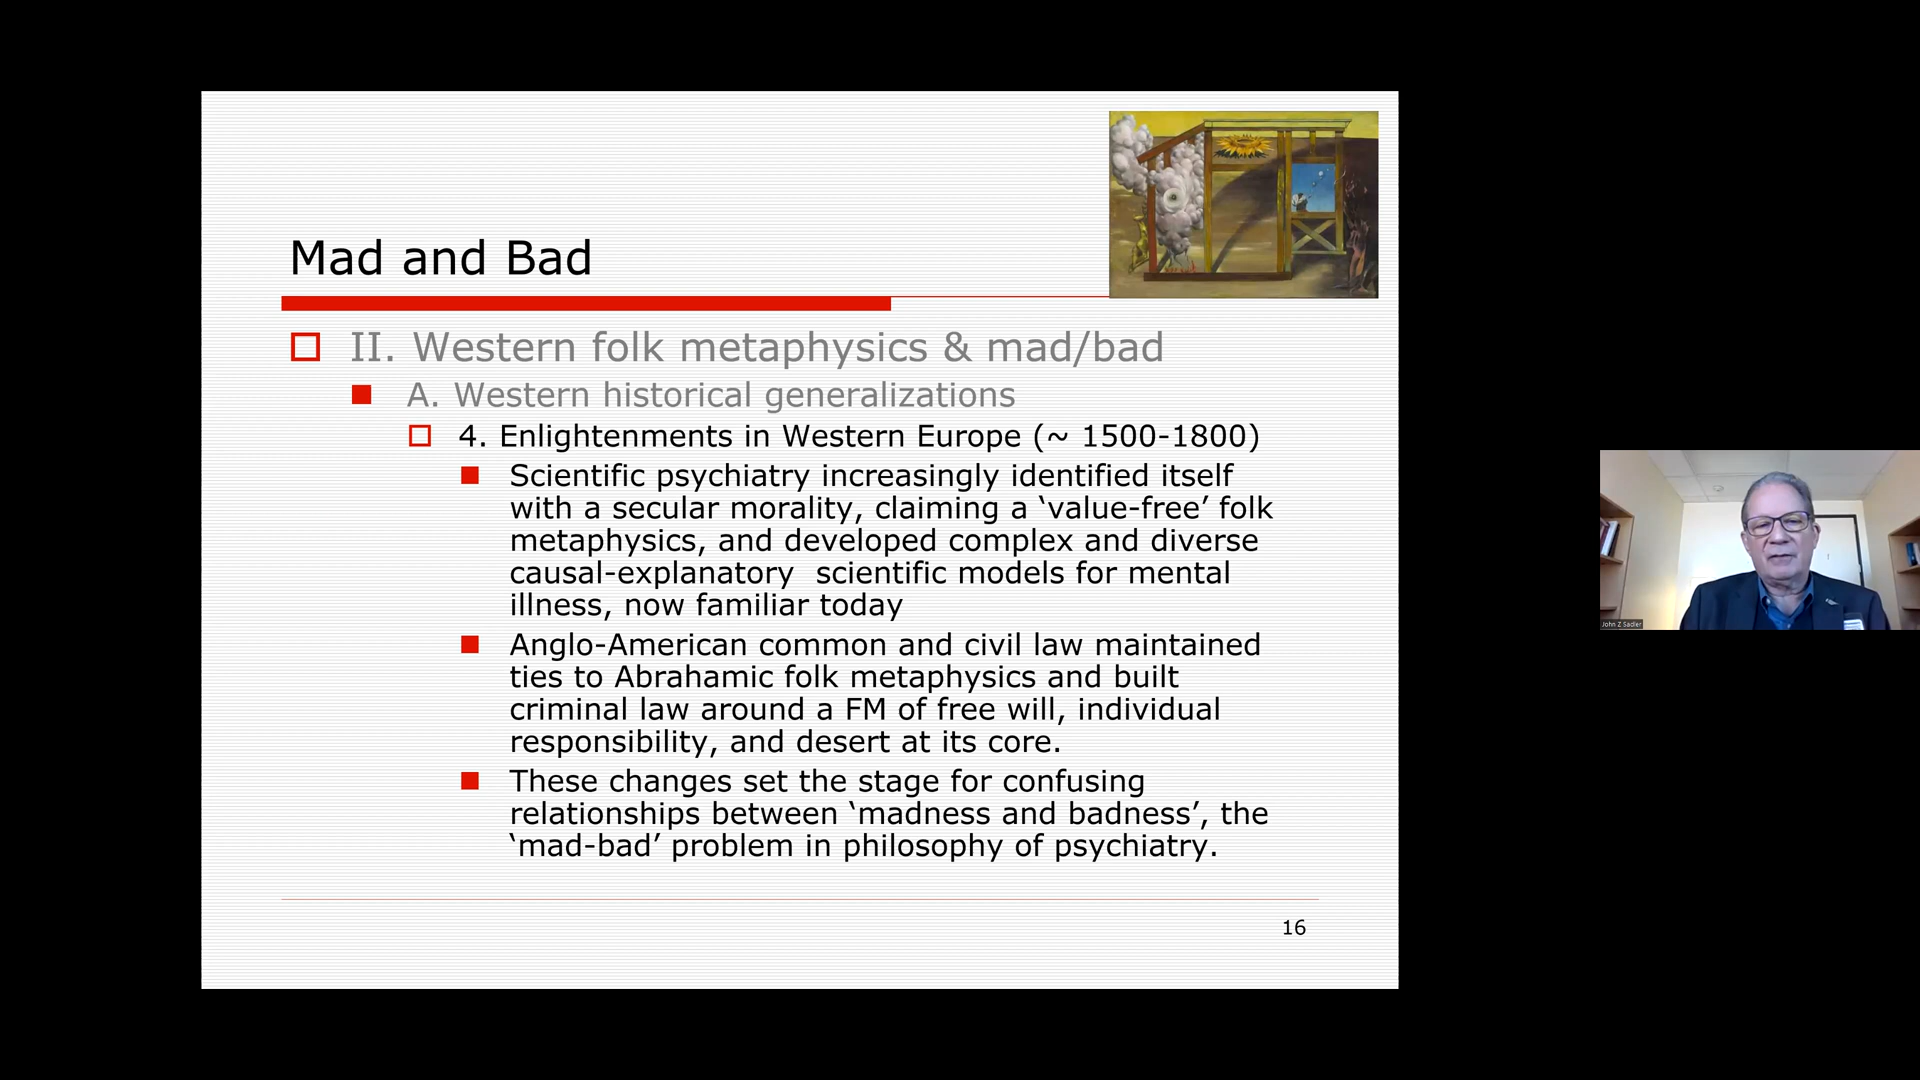 Mad and Bad
II. Western folk metaphysics & mad/bad
A. Western historical generalizations
4. Enlightenments in Western Europe (~ 1500-1800)
Scientific psychiatry increasingly identified itself
with a secular morality, claiming a ‘value-free’ folk
metaphysics, and developed complex and diverse
causal-explanatory  scientific models for mental
illness, now familiar today
Anglo-American common and civil law maintained
ties to Abrahamic folk metaphysics and built
criminal law around a FM of free will, individual
responsibility, and desert at its core.
These changes set the stage for confusing
relationships between ‘madness and badness’, the
‘mad-bad’ problem in philosophy of psychiatry.
16
John Z Sadler